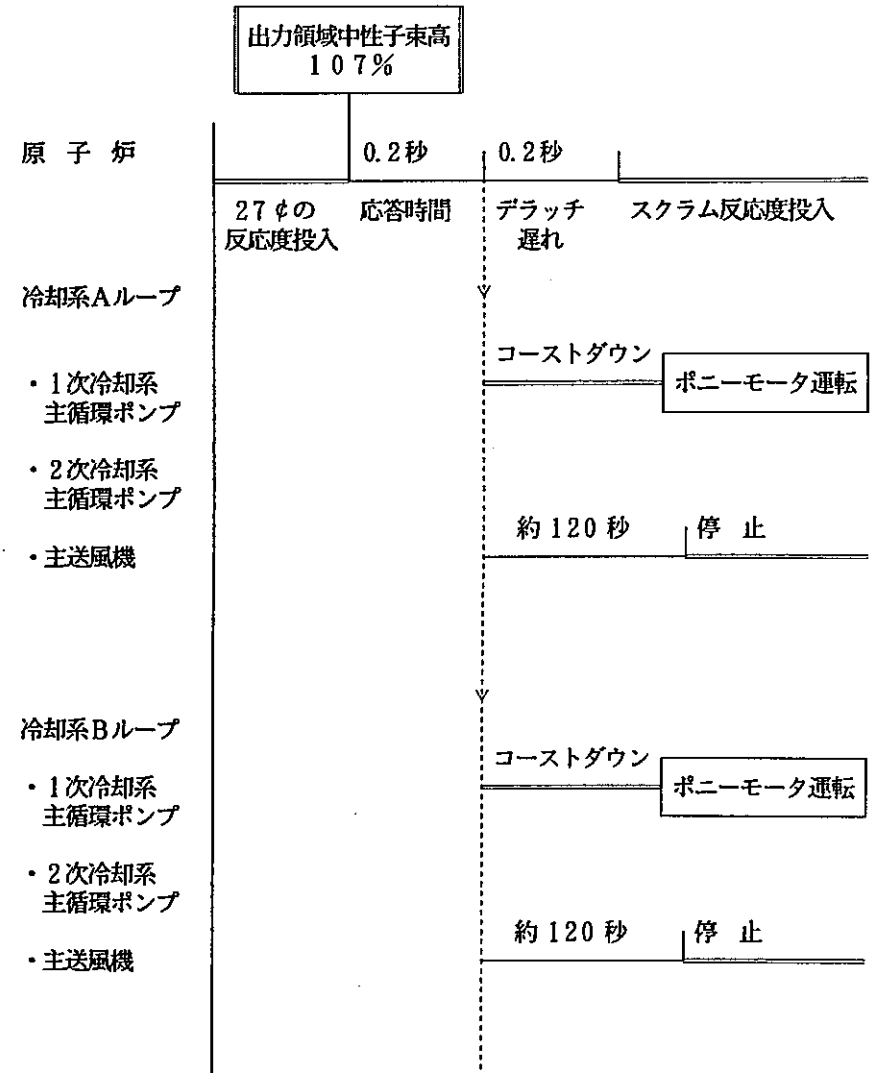 出力領域中性子束高
107%
原子炉
0.2秒
0.2秒
27¢の
反応度投入
応答時間
デラッチ
遅れ
スクラム反応度投入
冷却系Aループ
コーストダウン
ポニーモータ運転
・1次冷却系
主循環ポンプ
・2次冷却系
主循環ポンプ
約120秒
停止
・主送風機
冷却系Bループ
コーストダウン
ポニーモータ運転
・1次冷却系
主循環ポンプ
・2次冷却系
主循環ポンプ
約120秒
停止
・主送風機